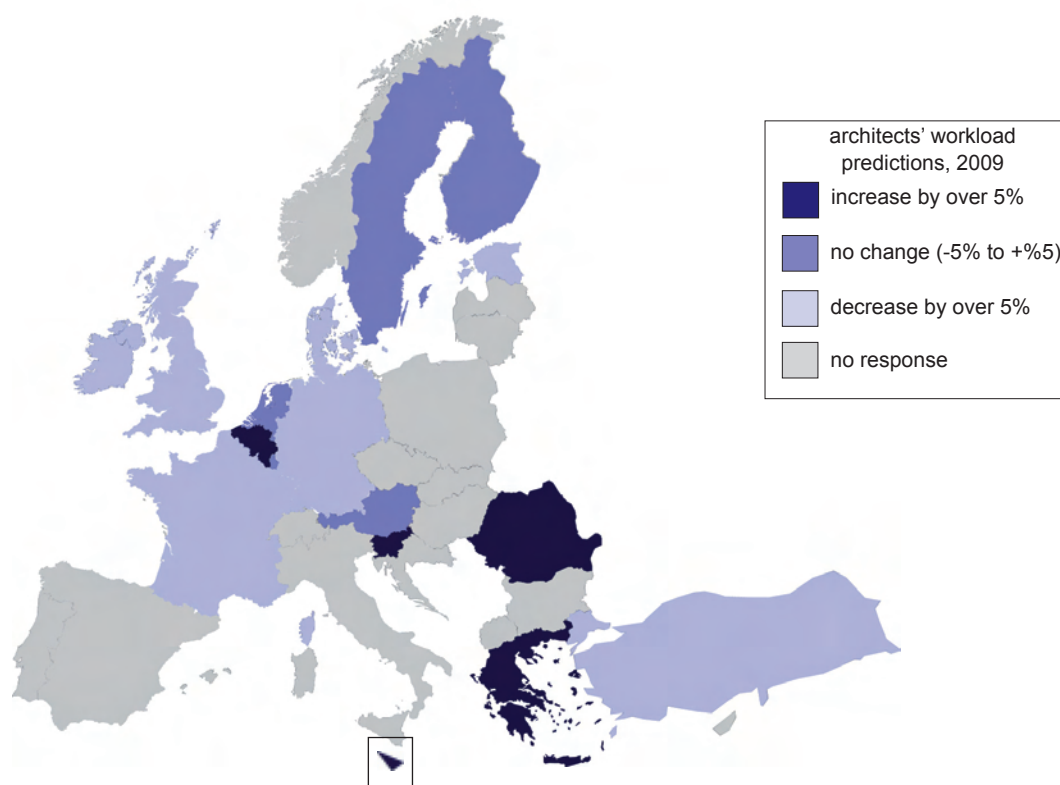 architects' workload
predictions, 2009
increase by over 5%
no change (-5% to +%5)
decrease by over 5%
no response